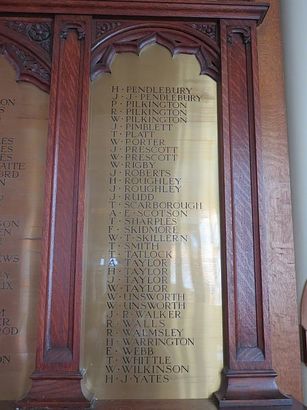 H · PENDLEBURY
J · J · PENDLEBURY
P · PILKINGTON
R · PILKINGTON
W · PILKINGTON
J · PIMBLETT
T · PLATT
W · PORTER
J · PRESCOTT
W · PRESCOTT
W · RIGBY
J · ROBERTS
H · ROUGHLEY
J · ROUGHLEY
J · RUDD
T · SCARBOROUGH
A · E · SCOTSON
T · SHARPLES
F · SKIDMORE
W · T · SKILLERN
T · SMITH
T · TATLOCK
A · TAYLOR
H · TAYLOR
J · TAYLOR
W · TAYLOR
W · UNSWORTH
W · UNSWORTH
J · R · WALKER
R · WALLS
R · WALMSLEY
H · WARRINGTON
E · WEBB
T · WHITTLE
W · WILKINSON
H · J · YATES